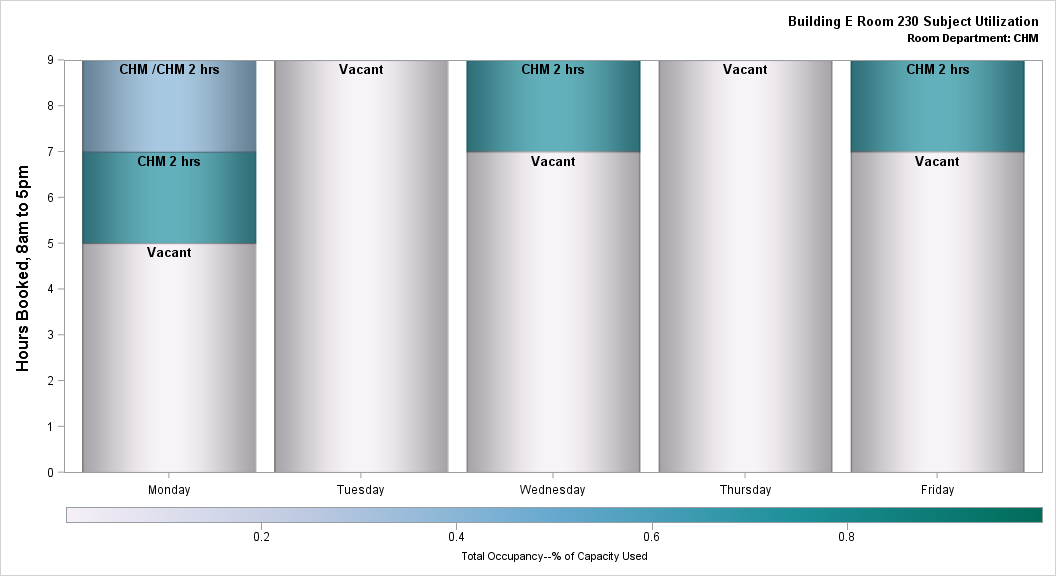 Building E Room 230 Subject Utilization
Room Department: CHM
Hours Booked, 8am to 5pm
9
8
7
6
5
4
3
2
1
0
CHM /CHM 2 hrs
CHM 2 hrs
Vacant
Vacant
CHM 2 hrs
Vacant
Vacant
CHM 2 hrs
Vacant
Monday Tuesday Wednesday Thursday Friday
0.2 0.4 0.6 0.8
Total Occupancy--% of Capacity Used